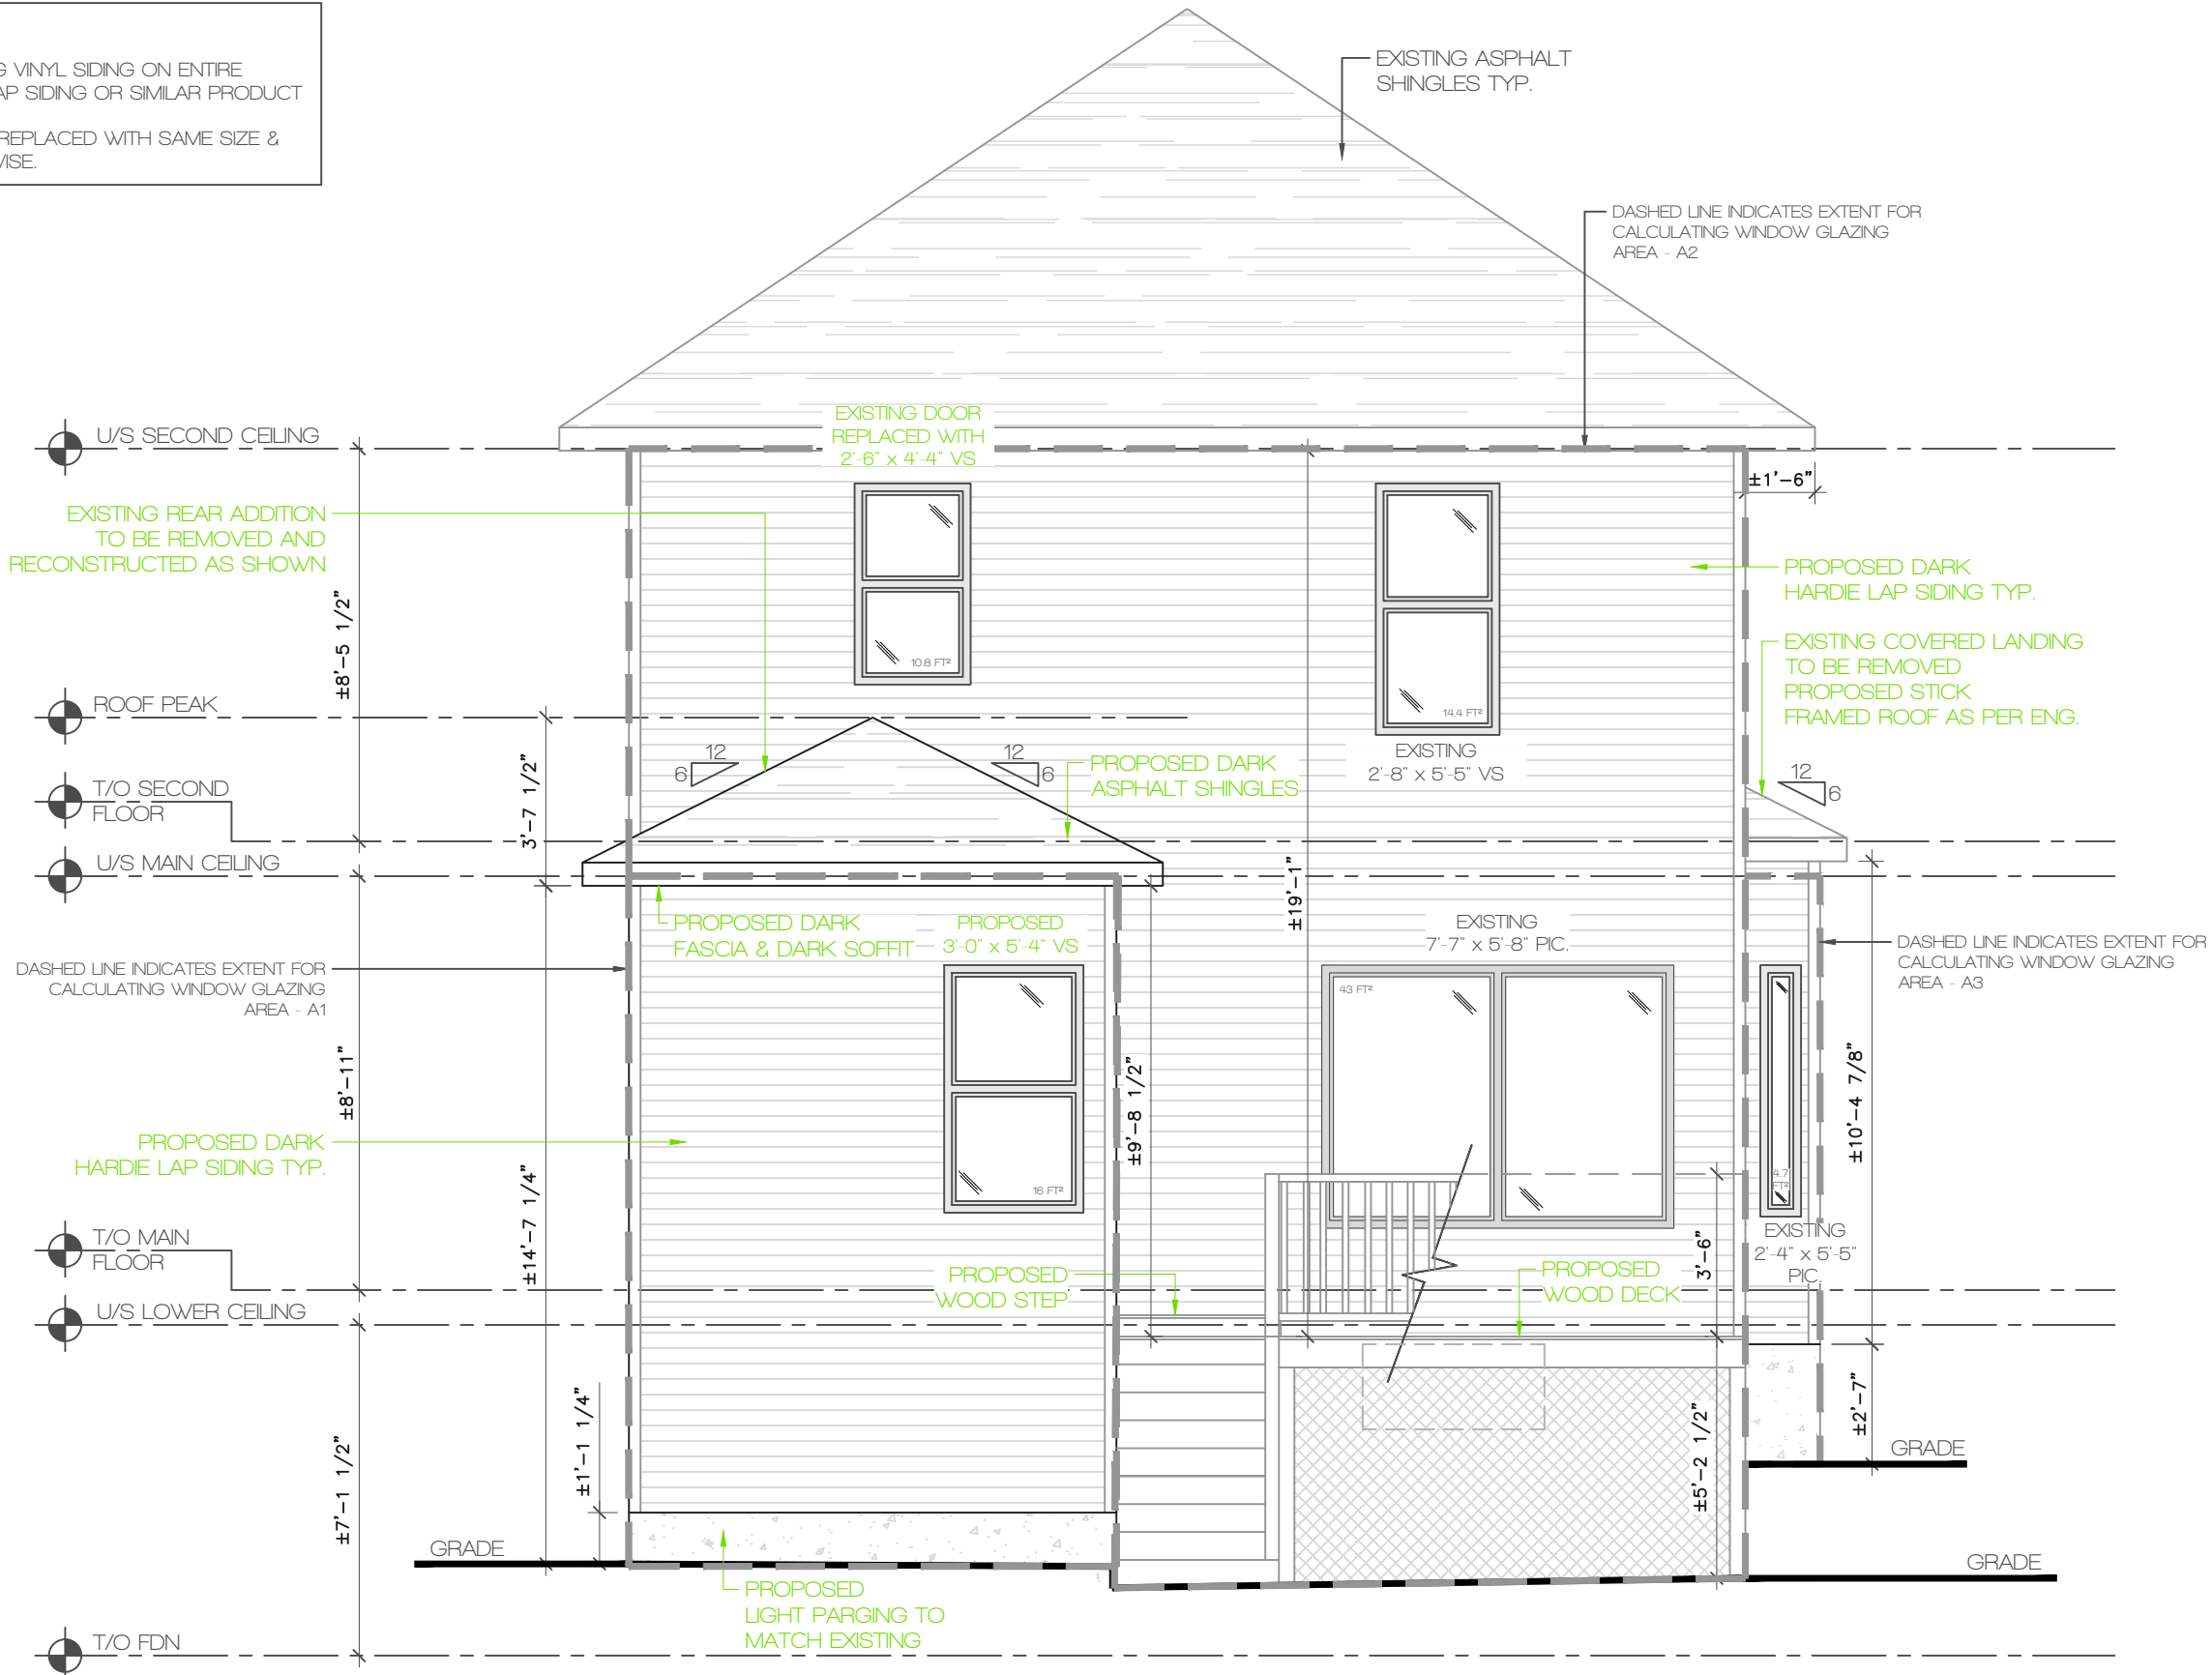 G VINYL SIDING ON ENTIRE
AP SIDING OR SIMILAR PRODUCT
REPLACED WITH SAME SIZE &
VISE.
EXISTING ASPHALT
SHINGLES TYP.
DASHED LINE INDICATES EXTENT FOR
CALCULATING WINDOW GLAZING
AREA - A2
EXISTING DOOR
REPLACED WITH
2'-6" x 4'-4" VS
U/S SECOND CEILING
±1'-6"
EXISTING REAR ADDITION
TO BE REMOVED AND
RECONSTRUCTED AS SHOWN
PROPOSED DARK
HARDIE LAP SIDING TYP.
±8'-5 1/2"
EXISTING COVERED LANDING
TO BE REMOVED
PROPOSED STICK
FRAMED ROOF AS PER ENG.
10.8 FT²
14.4 FT²
ROOF PEAK
EXISTING
2'-8" x 5'-5" VS
12
6
12
6
PROPOSED DARK
ASPHALT SHINGLES
12
6
3'-7 1/2"
T/O SECOND
FLOOR
U/S MAIN CEILING
±19'-1"
PROPOSED DARK
FASCIA & DARK SOFFIT
PROPOSED
3'-0" x 5'-4" VS
EXISTING
7'-7" x 5'-8" PIC.
DASHED LINE INDICATES EXTENT FOR
CALCULATING WINDOW GLAZING
AREA - A1
DASHED LINE INDICATES EXTENT FOR
CALCULATING WINDOW GLAZING
AREA - A3
43 FT²
±8'-11"
±9'-8 1/2"
±10'-4 7/8"
PROPOSED DARK
HARDIE LAP SIDING TYP.
16 FT²
4.7
FT²
±14'-7 1/4"
T/O MAIN
FLOOR
3'-6"
EXISTING
2'-4" x 5'-5"
PIC.
PROPOSED
WOOD STEP
PROPOSED
WOOD DECK
U/S LOWER CEILING
±1'-1 1/4"
±2'-7"
±5'-2 1/2"
±7'-1 1/2"
GRADE
GRADE
GRADE
PROPOSED
LIGHT PARGING TO
MATCH EXISTING
T/O FDN